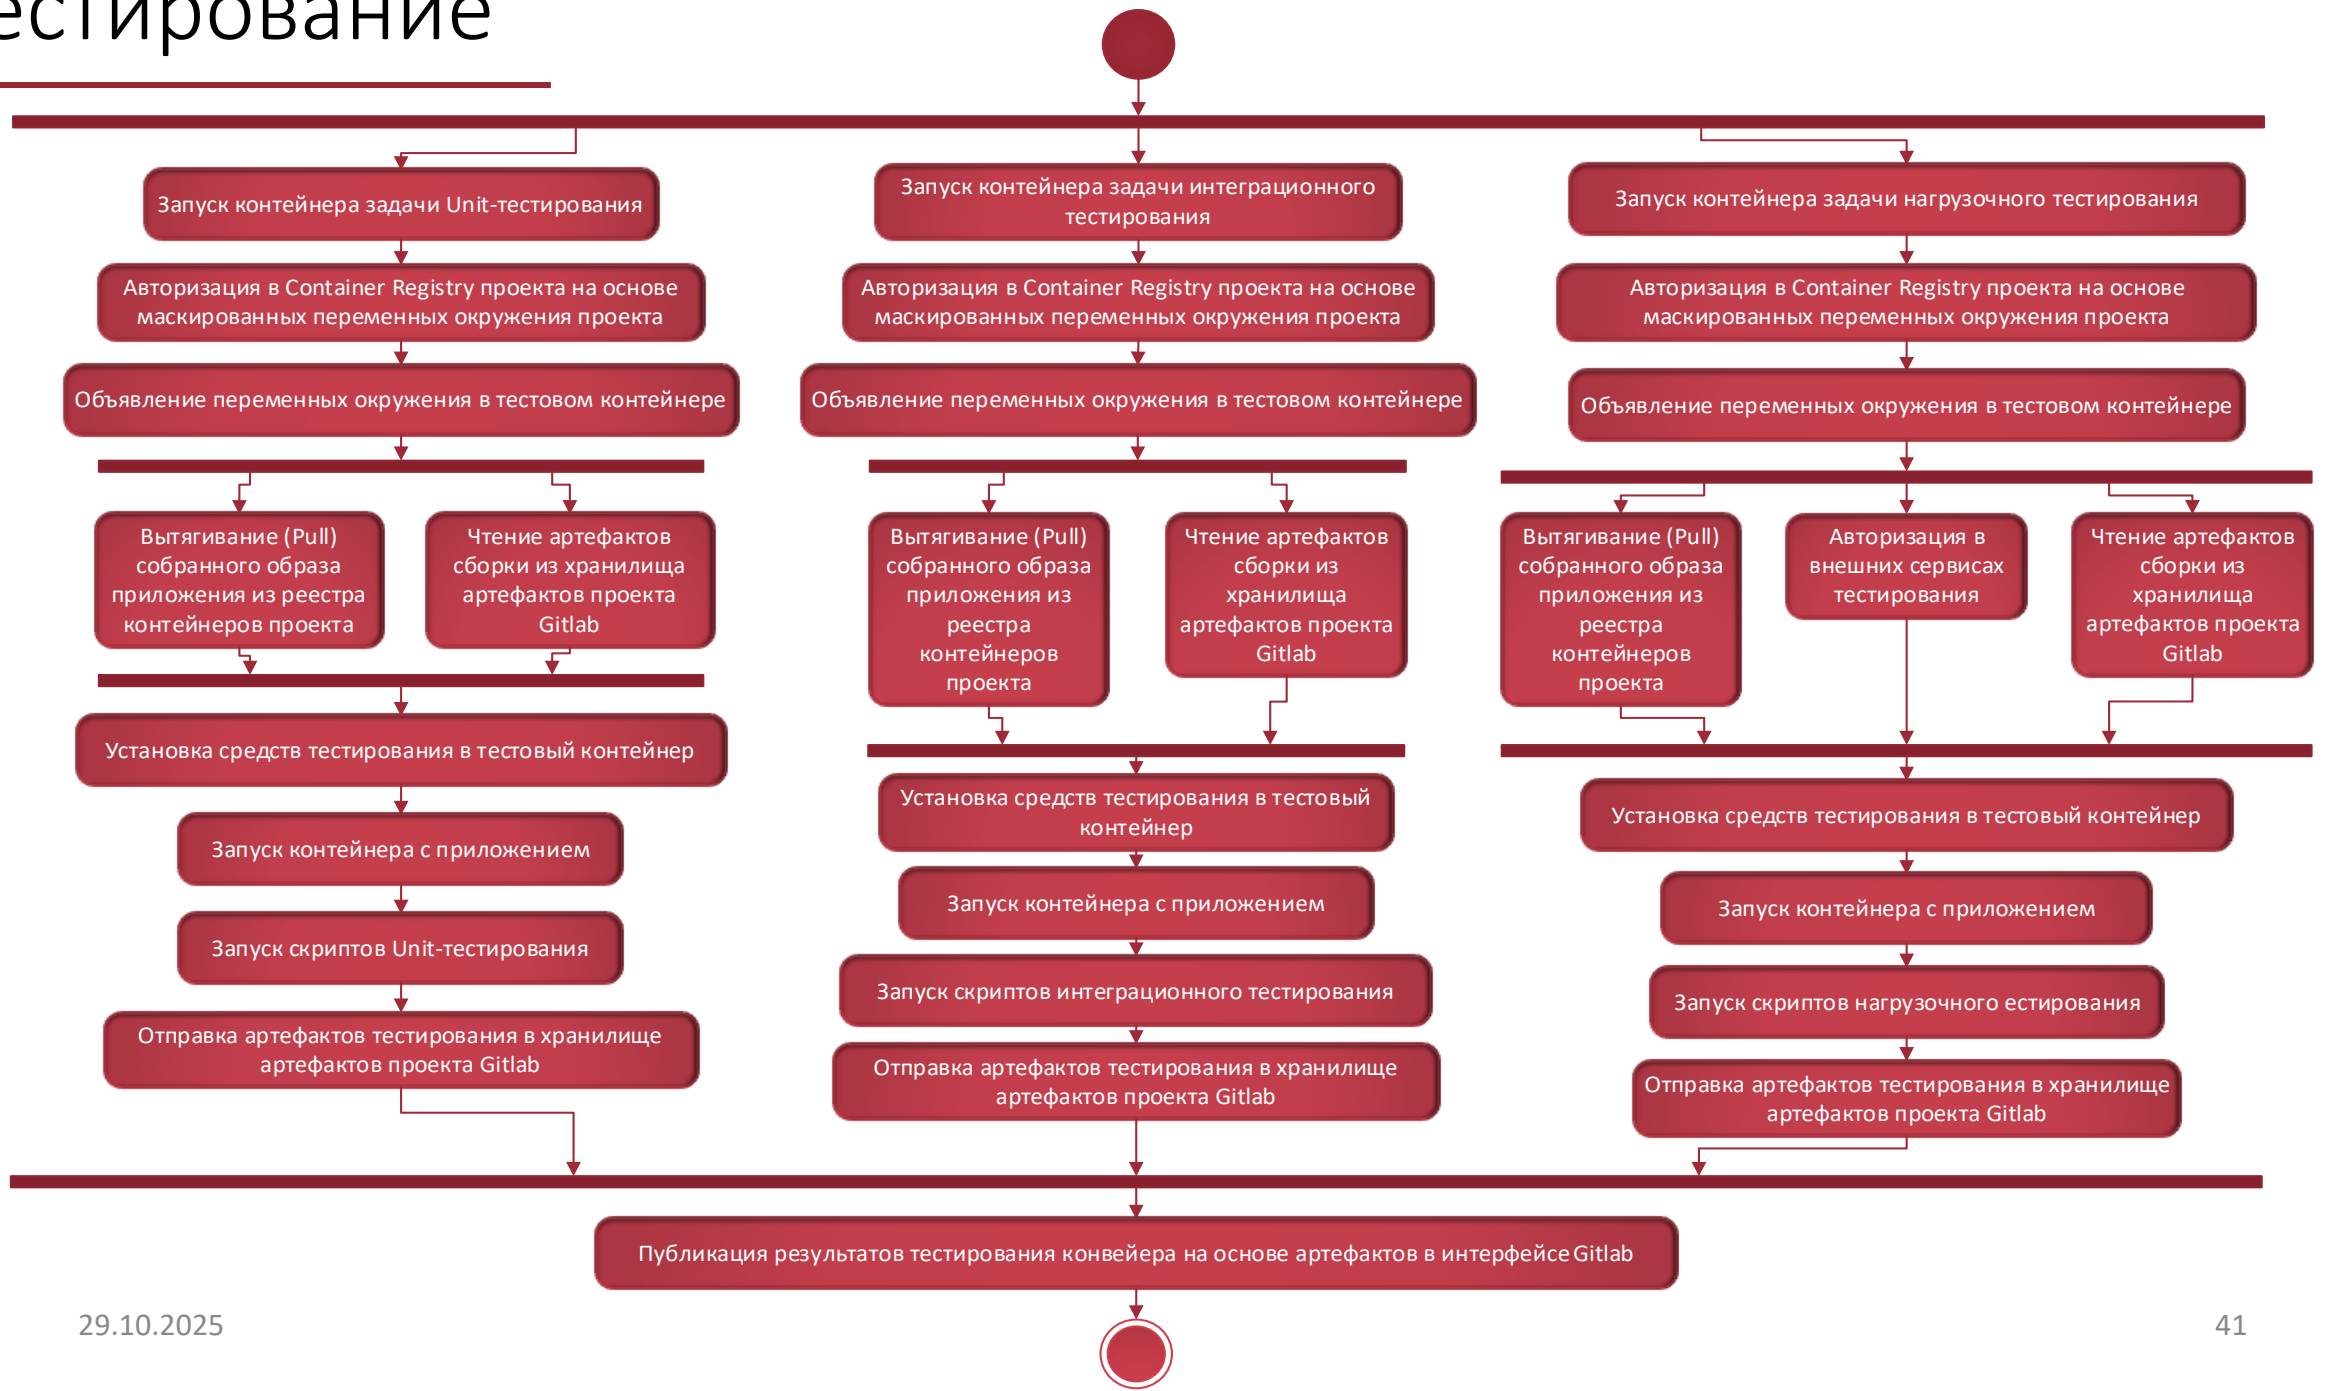 естирование
Запуск контейнера задачи Unit-тестирования
Авторизация в Container Registry проекта на основе
маскированных переменных окружения проекта
Объявление переменных окружения в тестовом контейнере
Вытягивание (Pull)
собранного образа
приложения из реестра
контейнеров проекта
Чтение артефактов
сборки из хранилища
артефактов проекта
Gitlab
Установка средств тестирования в тестовый контейнер
Запуск контейнера с приложением
Запуск скриптов Unit-тестирования
Отправка артефактов тестирования в хранилище
артефактов проекта Gitlab
Запуск контейнера задачи интеграционного
тестирования
Авторизация в Container Registry проекта на основе
маскированных переменных окружения проекта
Объявление переменных окружения в тестовом контейнере
Вытягивание (Pull)
собранного образа
приложения из
реестра
контейнеров
проекта
Чтение артефактов
сборки из
хранилища
артефактов проекта
Gitlab
Установка средств тестирования в тестовый
контейнер
Запуск контейнера с приложением
Запуск скриптов интеграционного тестирования
Отправка артефактов тестирования в хранилище
артефактов проекта Gitlab
Запуск контейнера задачи нагрузочного тестирования
Авторизация в Container Registry проекта на основе
маскированных переменных окружения проекта
Объявление переменных окружения в тестовом контейнере
Вытягивание (Pull)
собранного образа
приложения из
реестра
контейнеров
проекта
Авторизация в
внешних сервисах
тестирования
Чтение артефактов
сборки из
хранилища
артефактов проекта
Gitlab
Установка средств тестирования в тестовый контейнер
Запуск контейнера с приложением
Запуск скриптов нагрузочного естирования
Отправка артефактов тестирования в хранилище
артефактов проекта Gitlab
Публикация результатов тестирования конвейера на основе артефактов в интерфейсе Gitlab
29.10.2025
41